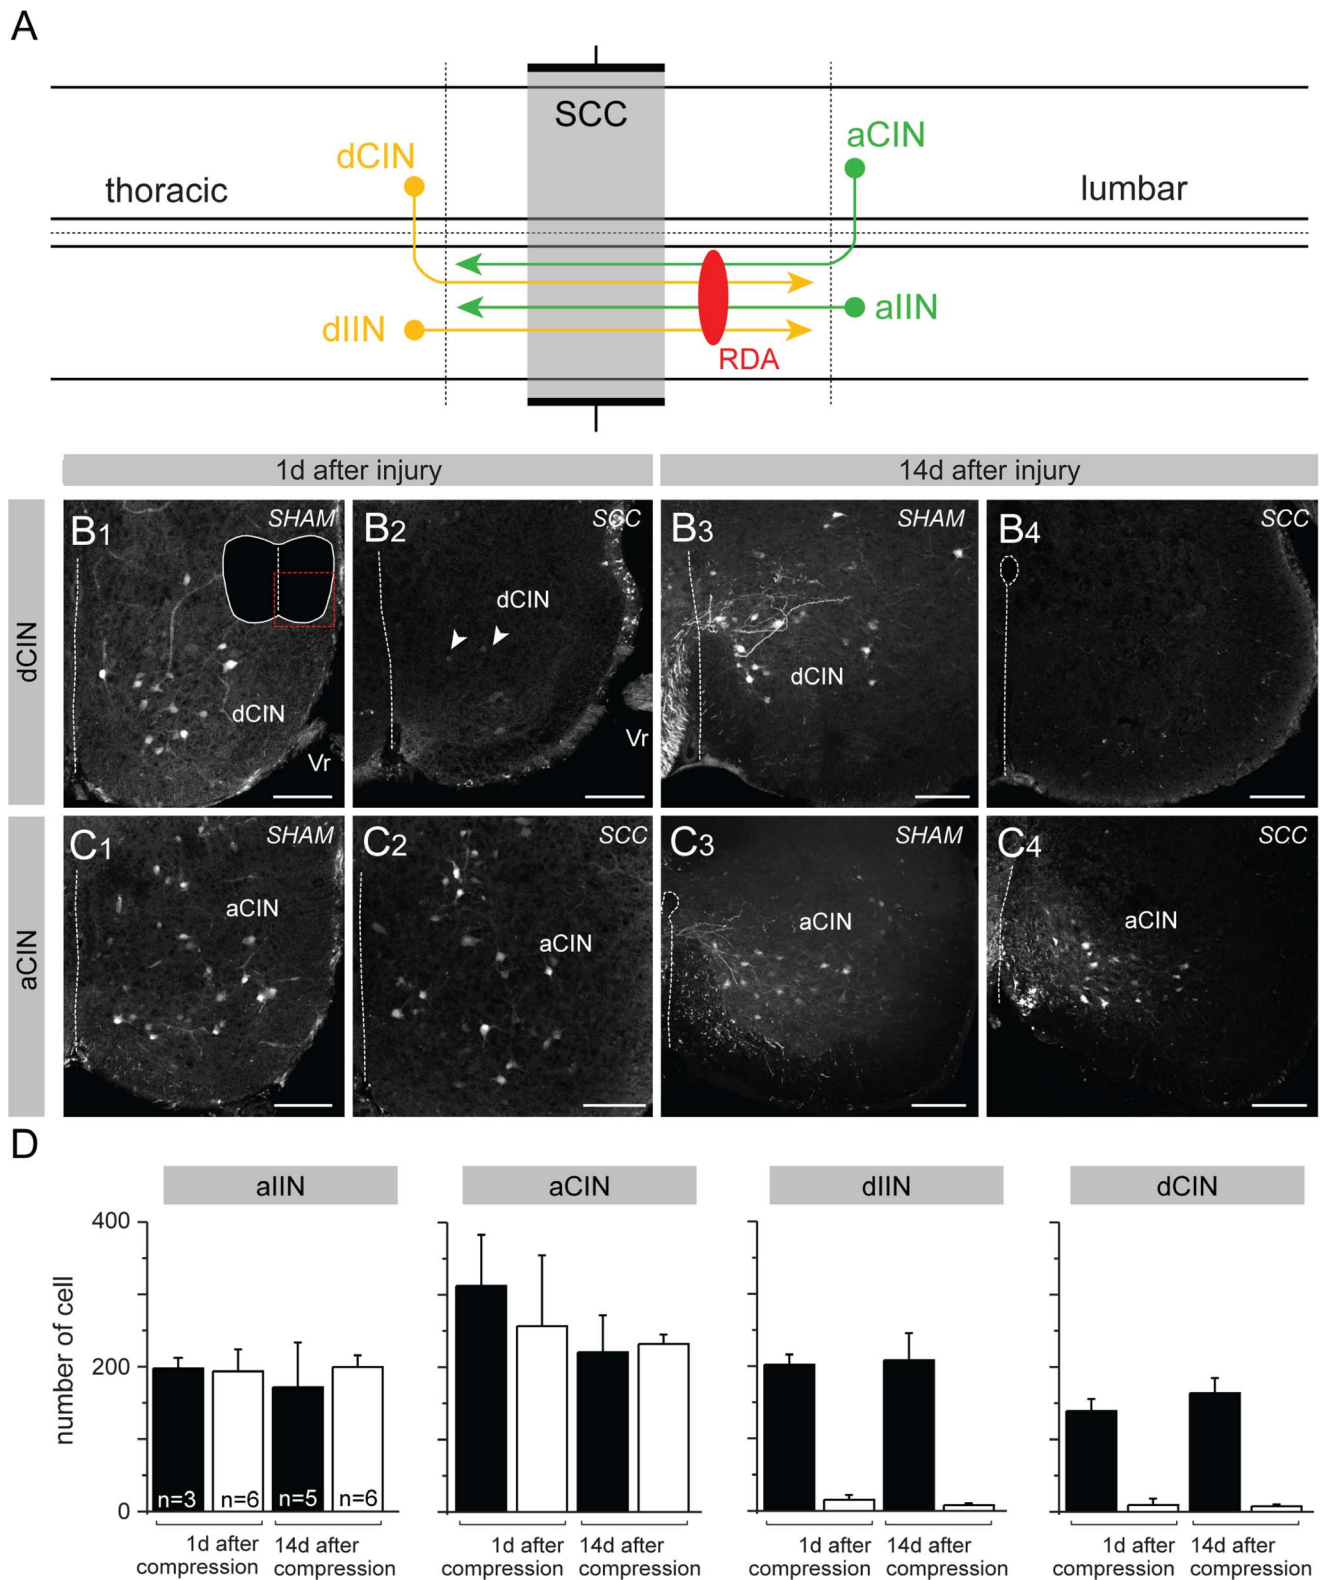 A
SCC
dCIN
aCIN
thoracic
lumbar
dIIN
aIIN
RDA
1d after injury
14d after injury
dCIN
B1
SHAM
dCIN
Vr
B2
SCC
dCIN
Vr
B3
SHAM
dCIN
B4
SCC
aCIN
C1
SHAM
aCIN
C2
SCC
aCIN
C3
SHAM
aCIN
C4
SCC
aCIN
D
aIIN
aCIN
dIIN
dCIN
number of cell
400
200
0
n=3
n=6
n=5
n=6
1d after
compression
14d after
compression
1d after
compression
14d after
compression
1d after
compression
14d after
compression
1d after
compression
14d after
compression